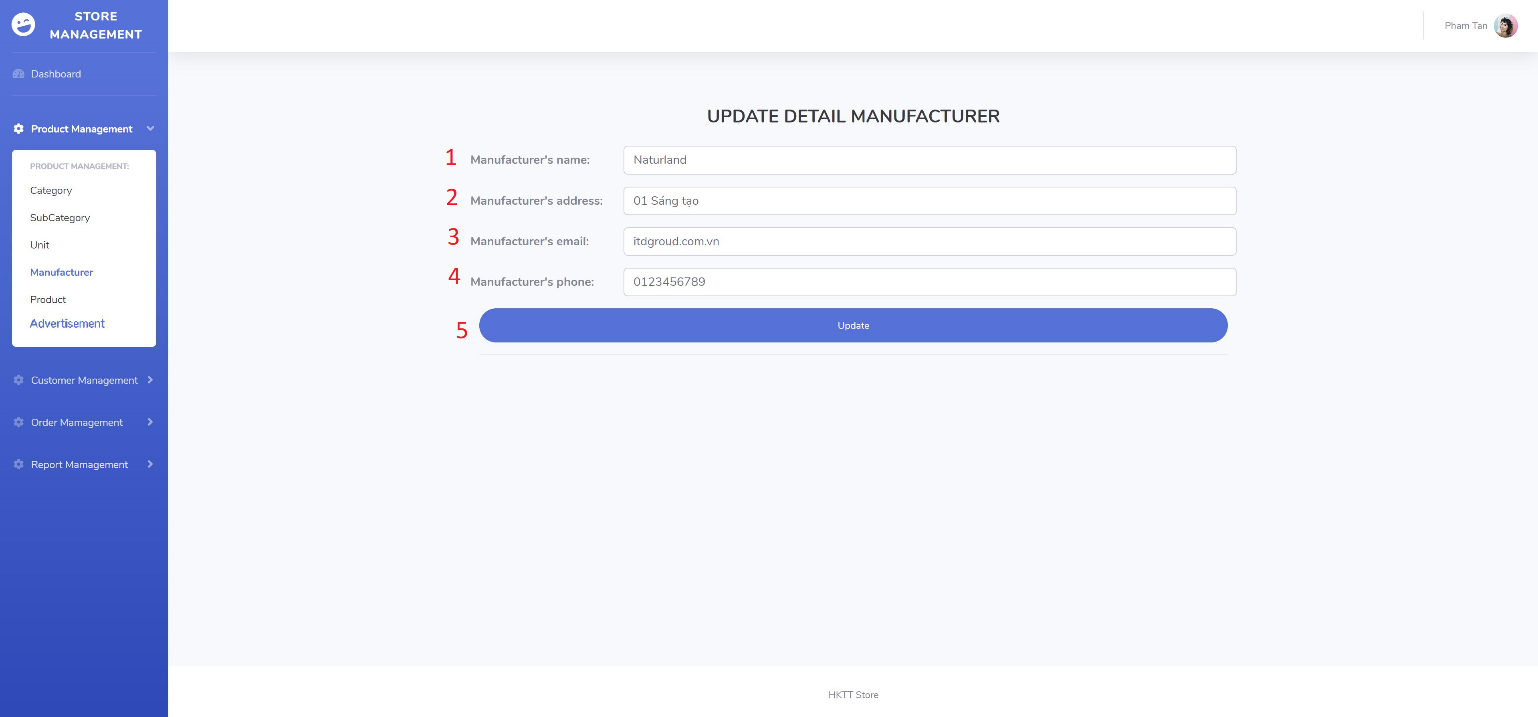 STORE
MANAGEMENT
Pham Tan
Dashboard
Product Management
PRODUCT MANAGEMENT:
Category
SubCategory
Unit
Manufacturer
Product
Advertisement
Customer Management
Order Mamagement
Report Mamagement
UPDATE DETAIL MANUFACTURER
1 Manufacturer's name: Naturland
2 Manufacturer's address: 01 Sáng tạo
3 Manufacturer's email: itdgroud.com.vn
4 Manufacturer's phone: 0123456789
5 Update
HKTT Store